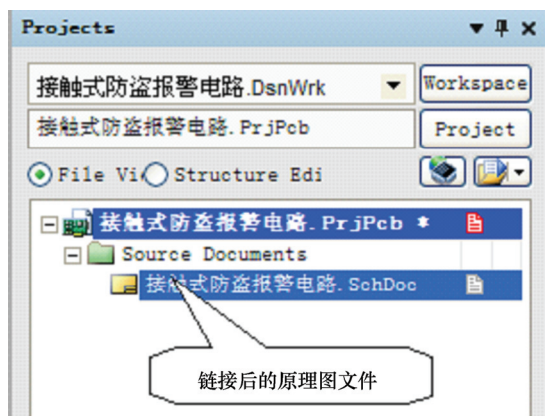 Projects
接触式防盗报警电路.DsnWrk
Workspace
接触式防盗报警电路.PrjPcb
Project
File Vi
Structure Edi
接触式防盗报警电路.PrjPcb *
Source Documents
接触式防盗报警电路.SchDoc
链接后的原理图文件